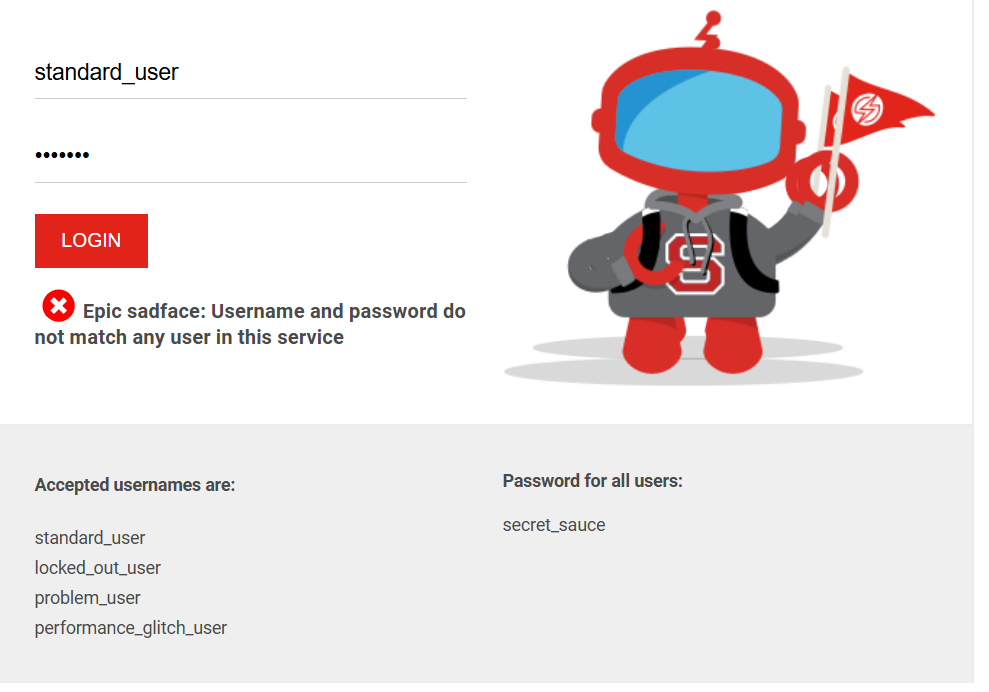 standard_user
•••••••
LOGIN
Epic sadface: Username and password do
not match any user in this service
S
Accepted usernames are:
standard_user
locked_out_user
problem_user
performance_glitch_user
Password for all users:
secret_sauce